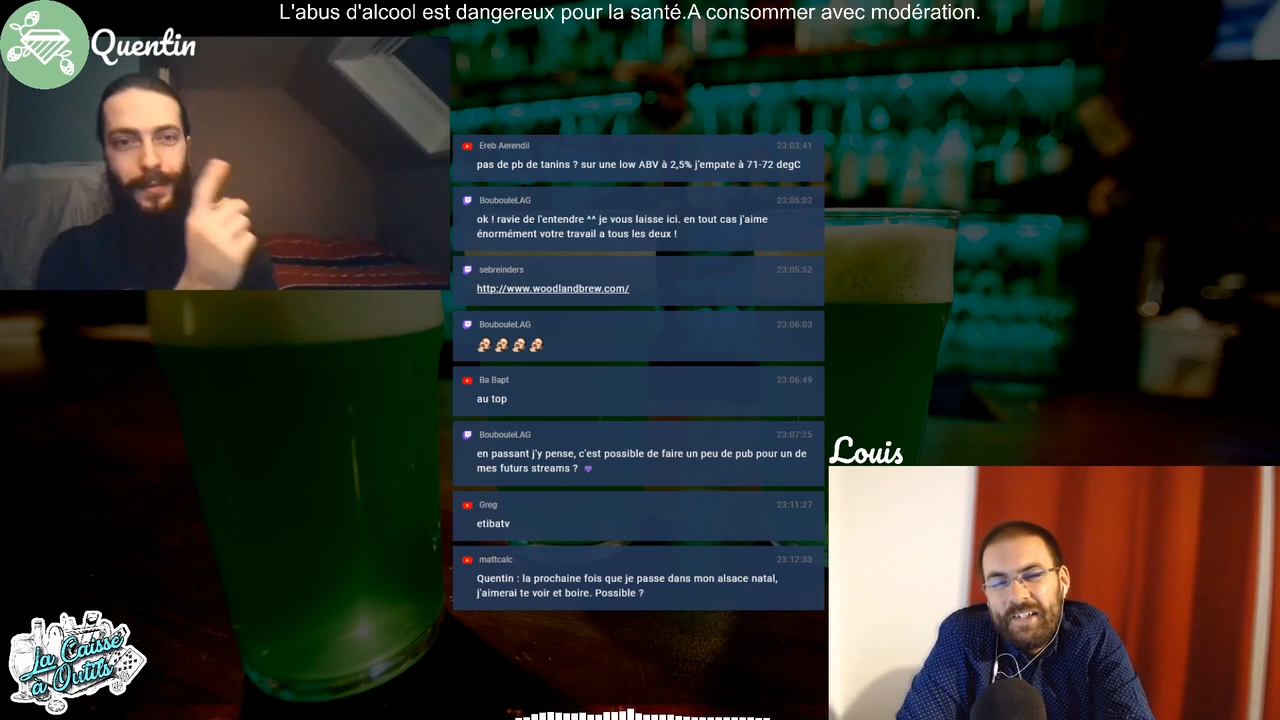 L'abus d'alcool est dangereux pour la santé.A consommer avec modération.
Quentin
Ereb Aerendil 23:03:41
pas de pb de tanins ? sur une low ABV à 2,5% j'empate à 71-72 degC
BoubouleLAG 23:05:02
ok ! ravie de l'entendre ^^ je vous laisse ici. en tout cas j'aime
énormément votre travail a tous les deux !
sebreinders 23:05:52
http://www.woodlandbrew.com/
BoubouleLAG 23:06:03
Ba Bapt 23:06:49
au top
BoubouleLAG 23:07:25
en passant j'y pense, c'est possible de faire un peu de pub pour un de
mes futurs streams ? 💜
Greg 23:11:27
etibatv
mattcalc 23:12:33
Quentin : la prochaine fois que je passe dans mon alsace natal,
j'aimerai te voir et boire. Possible ?
Louis
La Caisse
à Outils